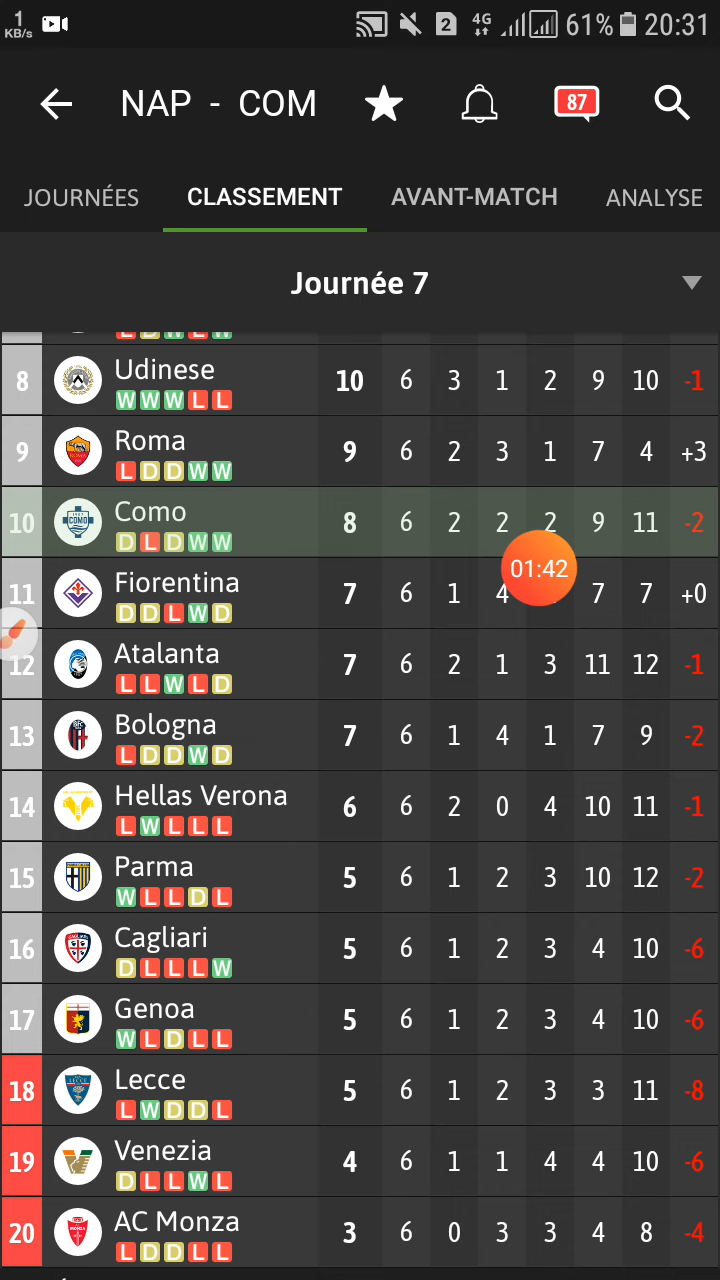 1
KB/s
2 4G 61% 20:31
NAP - COM 87
JOURNÉES CLASSEMENT AVANT-MATCH ANALYSE
Journée 7
8 Udinese 10 6 3 1 2 9 10 -1
W W W L L
9 Roma 9 6 2 3 1 7 4 +3
L D D W W
10 Como 8 6 2 2 2 9 11 -2
D L D W W
01:42
11 Fiorentina 7 6 1 4 7 7 +0
D D L W D
12 Atalanta 7 6 2 1 3 11 12 -1
L L W L D
13 Bologna 7 6 1 4 1 7 9 -2
L D D W D
14 Hellas Verona 6 6 2 0 4 10 11 -1
L W L L L
15 Parma 5 6 1 2 3 10 12 -2
W L L D L
16 Cagliari 5 6 1 2 3 4 10 -6
D L L L W
17 Genoa 5 6 1 2 3 4 10 -6
W L D L L
18 Lecce 5 6 1 2 3 3 11 -8
L W D D L
19 Venezia 4 6 1 1 4 4 10 -6
D L L W L
20 AC Monza 3 6 0 3 3 4 8 -4
L D D L L